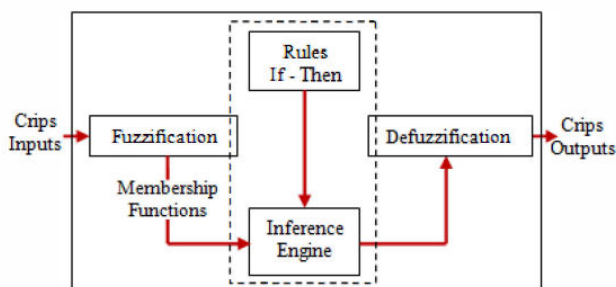 Crips
Inputs
Fuzzification
Membership
Functions
Rules
If - Then
Inference
Engine
Defuzzification
Crips
Outputs